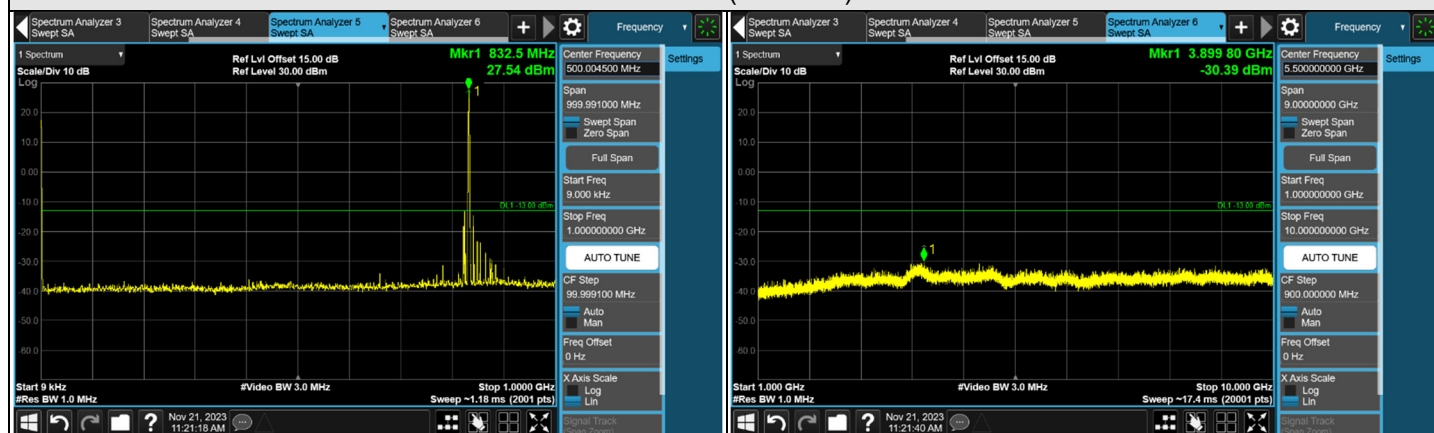 Spectrum Analyzer 3
Swept SA
Spectrum Analyzer 4
Swept SA
Spectrum Analyzer 5
Swept SA
Spectrum Analyzer 6
Swept SA
+
Frequency
1 Spectrum
Scale/Div 10 dB
Log
Ref Lvl Offset 15.00 dB
Ref Level 30.00 dBm
Mkr1 832.5 MHz
27.54 dBm
1
20.0
10.0
0.00
-10.0
-20.0
-30.0
-40.0
-50.0
-60.0
DL1 -13.00 dBm
Start 9 kHz
#Res BW 1.0 MHz
#Video BW 3.0 MHz
Stop 1.0000 GHz
Sweep ~1.18 ms (2001 pts)
Center Frequency
500.004500 MHz
Settings
Span
999.991000 MHz
Swept Span
Zero Span
Full Span
Start Freq
9.000 kHz
Stop Freq
1.000000000 GHz
AUTO TUNE
CF Step
99.999100 MHz
Auto
Man
Freq Offset
0 Hz
X Axis Scale
Log
Lin
Signal Track
(Span Zoom)
?
Nov 21, 2023
11:21:18 AM
Spectrum Analyzer 3
Swept SA
Spectrum Analyzer 4
Swept SA
Spectrum Analyzer 5
Swept SA
Spectrum Analyzer 6
Swept SA
+
Frequency
1 Spectrum
Scale/Div 10 dB
Log
Ref Lvl Offset 15.00 dB
Ref Level 30.00 dBm
Mkr1 3.899 80 GHz
-30.39 dBm
1
20.0
10.0
0.00
-10.0
-20.0
-30.0
-40.0
-50.0
-60.0
DL1 -13.00 dBm
Start 1.000 GHz
#Res BW 1.0 MHz
#Video BW 3.0 MHz
Stop 10.000 GHz
Sweep ~17.4 ms (20001 pts)
Center Frequency
5.500000000 GHz
Settings
Span
9.00000000 GHz
Swept Span
Zero Span
Full Span
Start Freq
1.000000000 GHz
Stop Freq
10.000000000 GHz
AUTO TUNE
CF Step
900.000000 MHz
Auto
Man
Freq Offset
0 Hz
X Axis Scale
Log
Lin
Signal Track
(Span Zoom)
?
Nov 21, 2023
11:21:40 AM